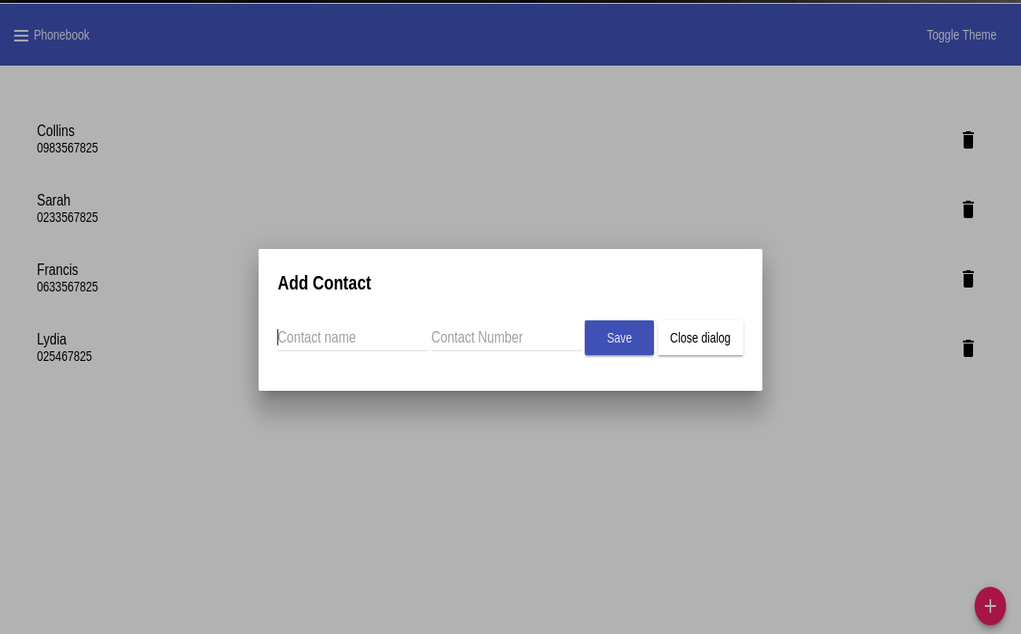 Phonebook
Toggle Theme
Collins
0983567825
Sarah
0233567825
Francis
0633567825
Lydia
025467825
Add Contact
Contact name
Contact Number
Save
Close dialog